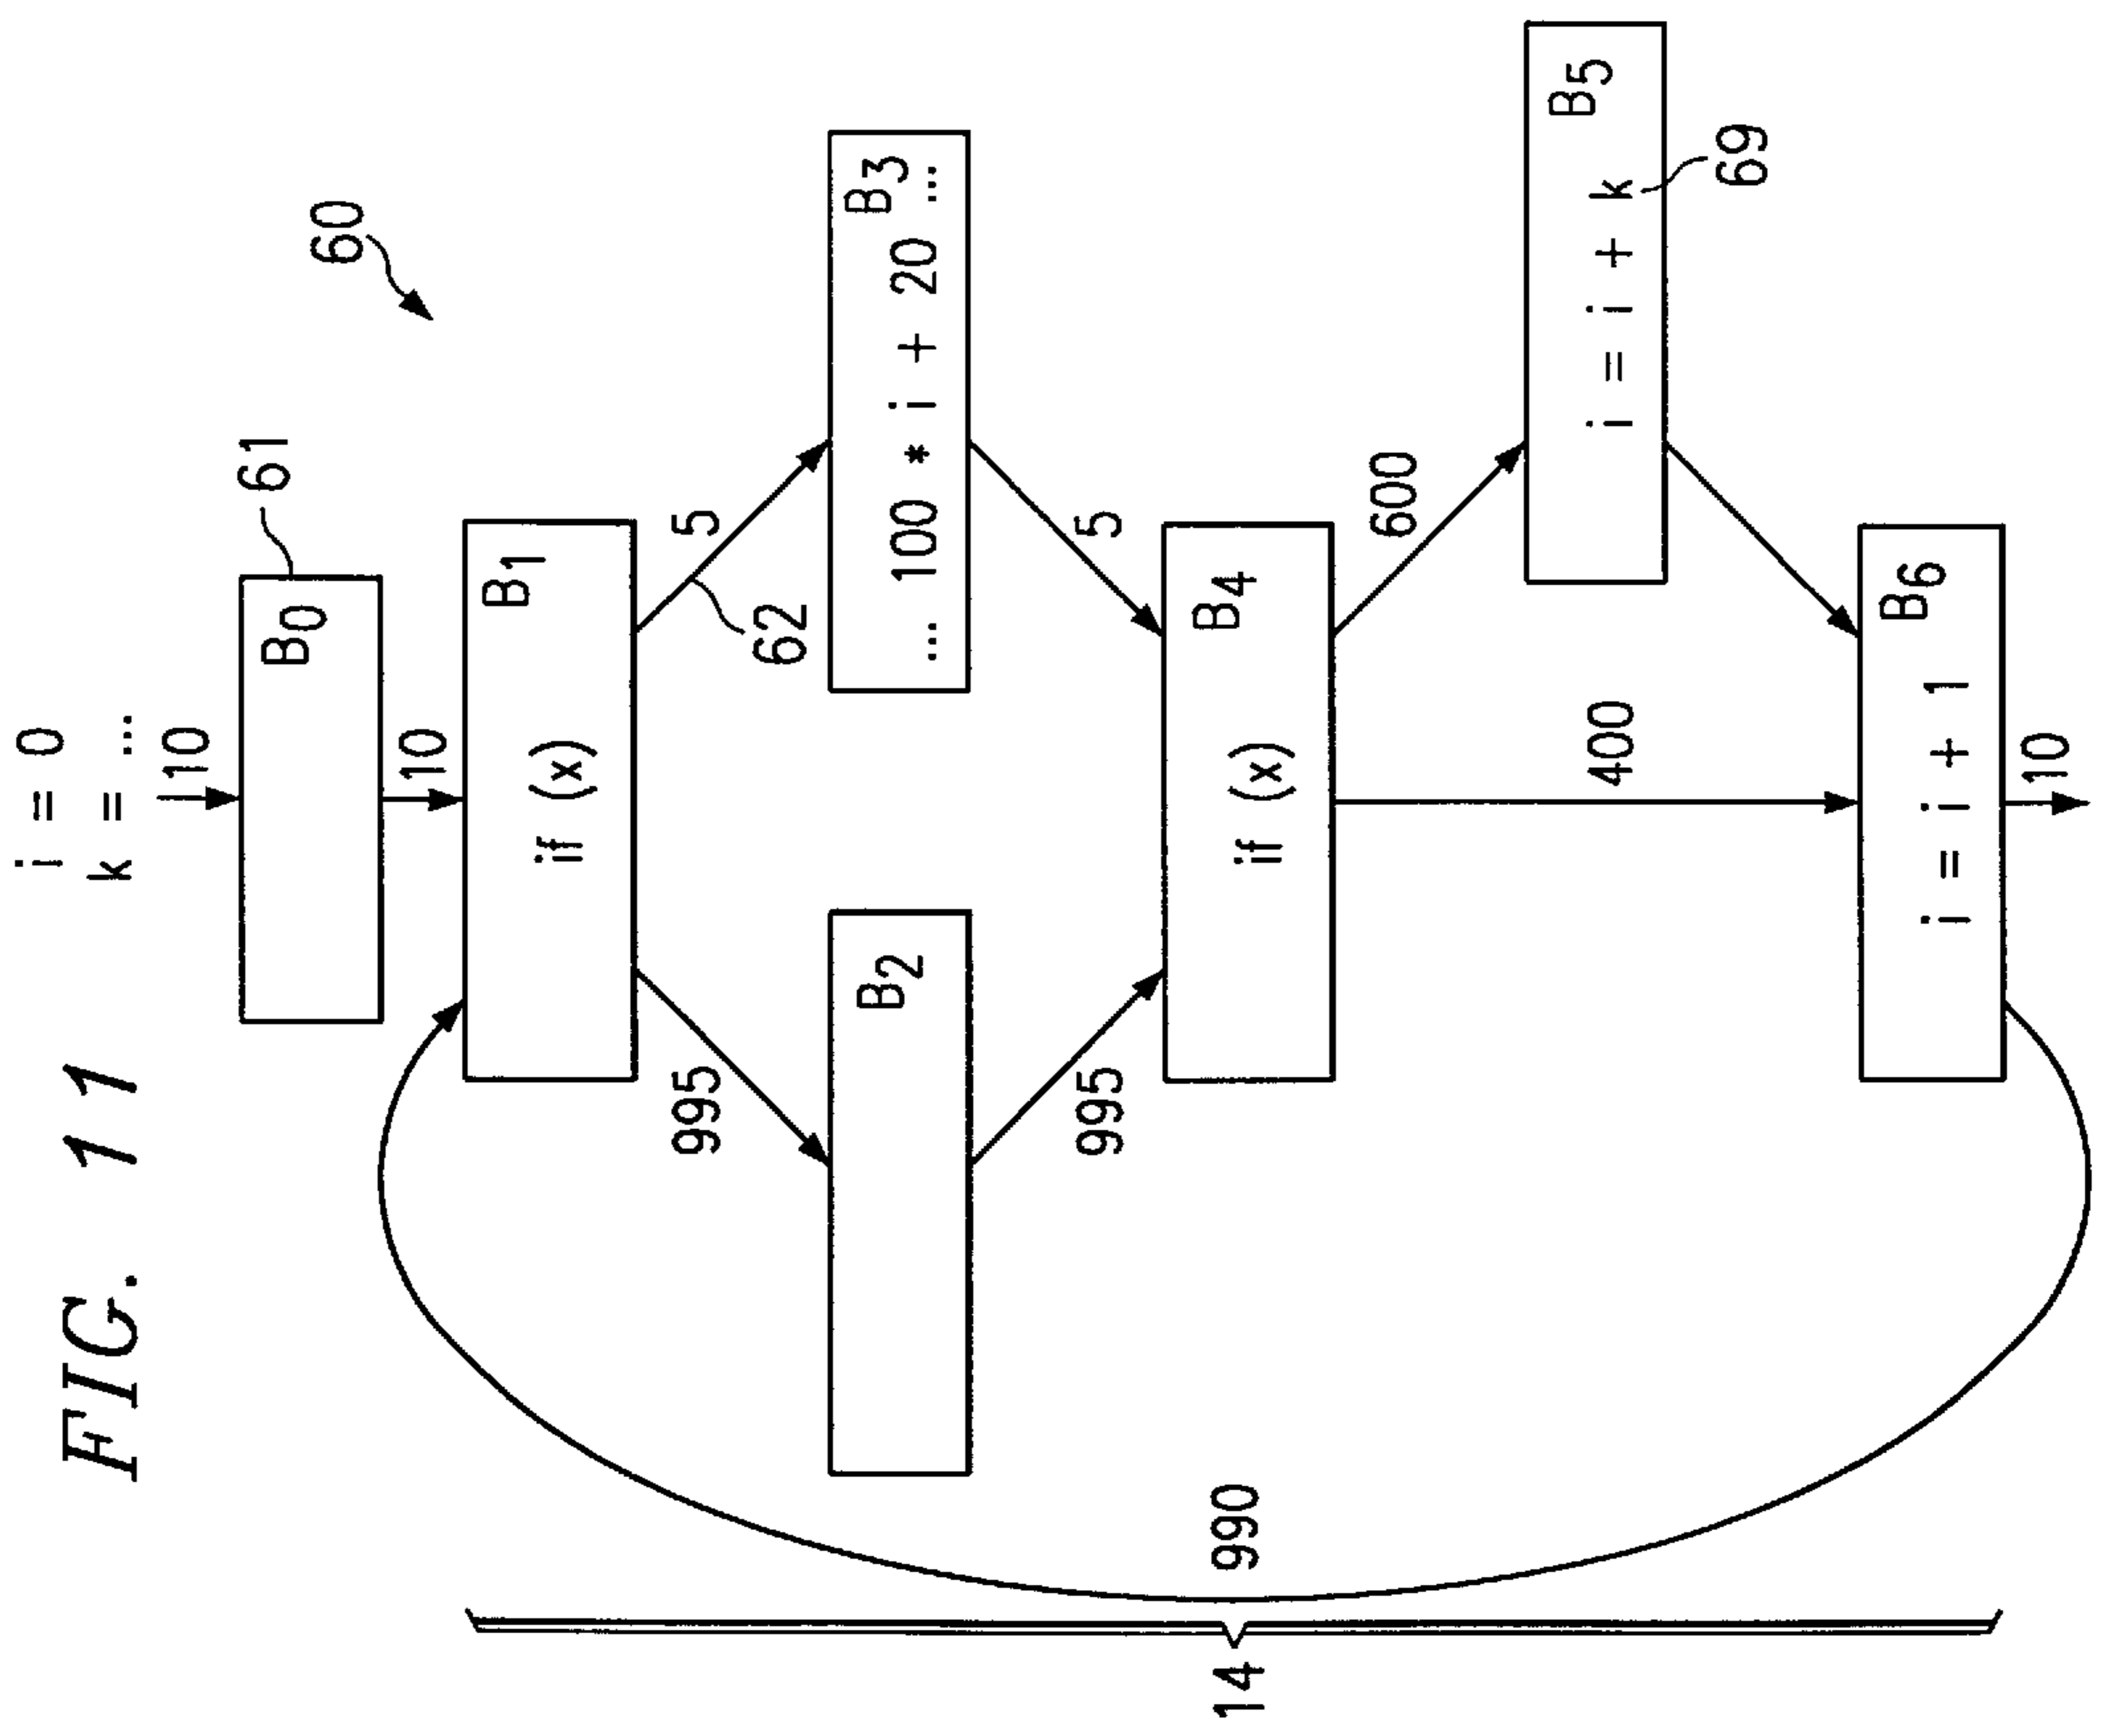 FIG. 11
i = 0
k = ...
10
B0
61
60
10
B1
if (x)
995
5
62
B2
B3
... 100 * i + 20 ...
995
5
B4
if (x)
990
14
400
600
B5
i = i + k
69
B6
i = i + 1
10